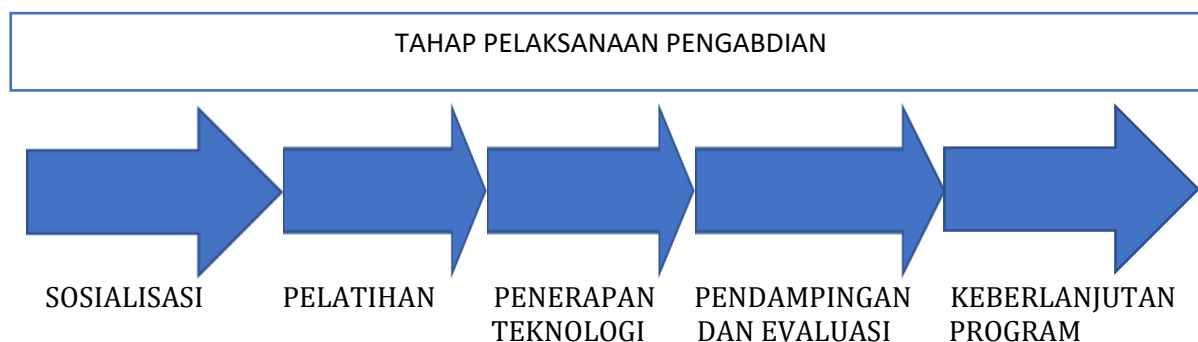 TAHAP PELAKSANAAN PENGABDIAN
SOSIALISASI
PELATIHAN
PENERAPAN
TEKNOLOGI
PENDAMPINGAN
DAN EVALUASI
KEBERLANJUTAN
PROGRAM